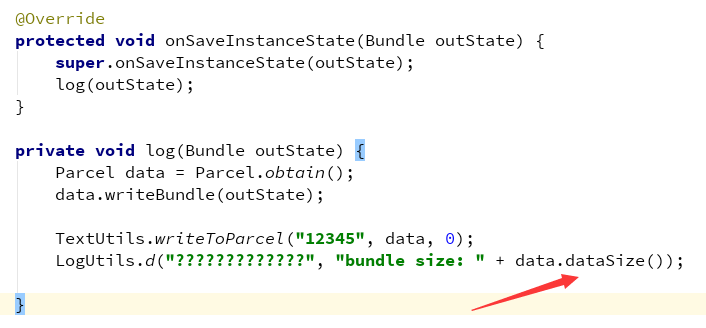 @Override
protected void onSaveInstanceState(Bundle outState) {
    super.onSaveInstanceState(outState);
    log(outState);
}

private void log(Bundle outState) {
    Parcel data = Parcel.obtain();
    data.writeBundle(outState);

    TextUtils.writeToParcel("12345", data, 0);
    LogUtils.d("?????????????", "bundle size: " + data.dataSize());

}